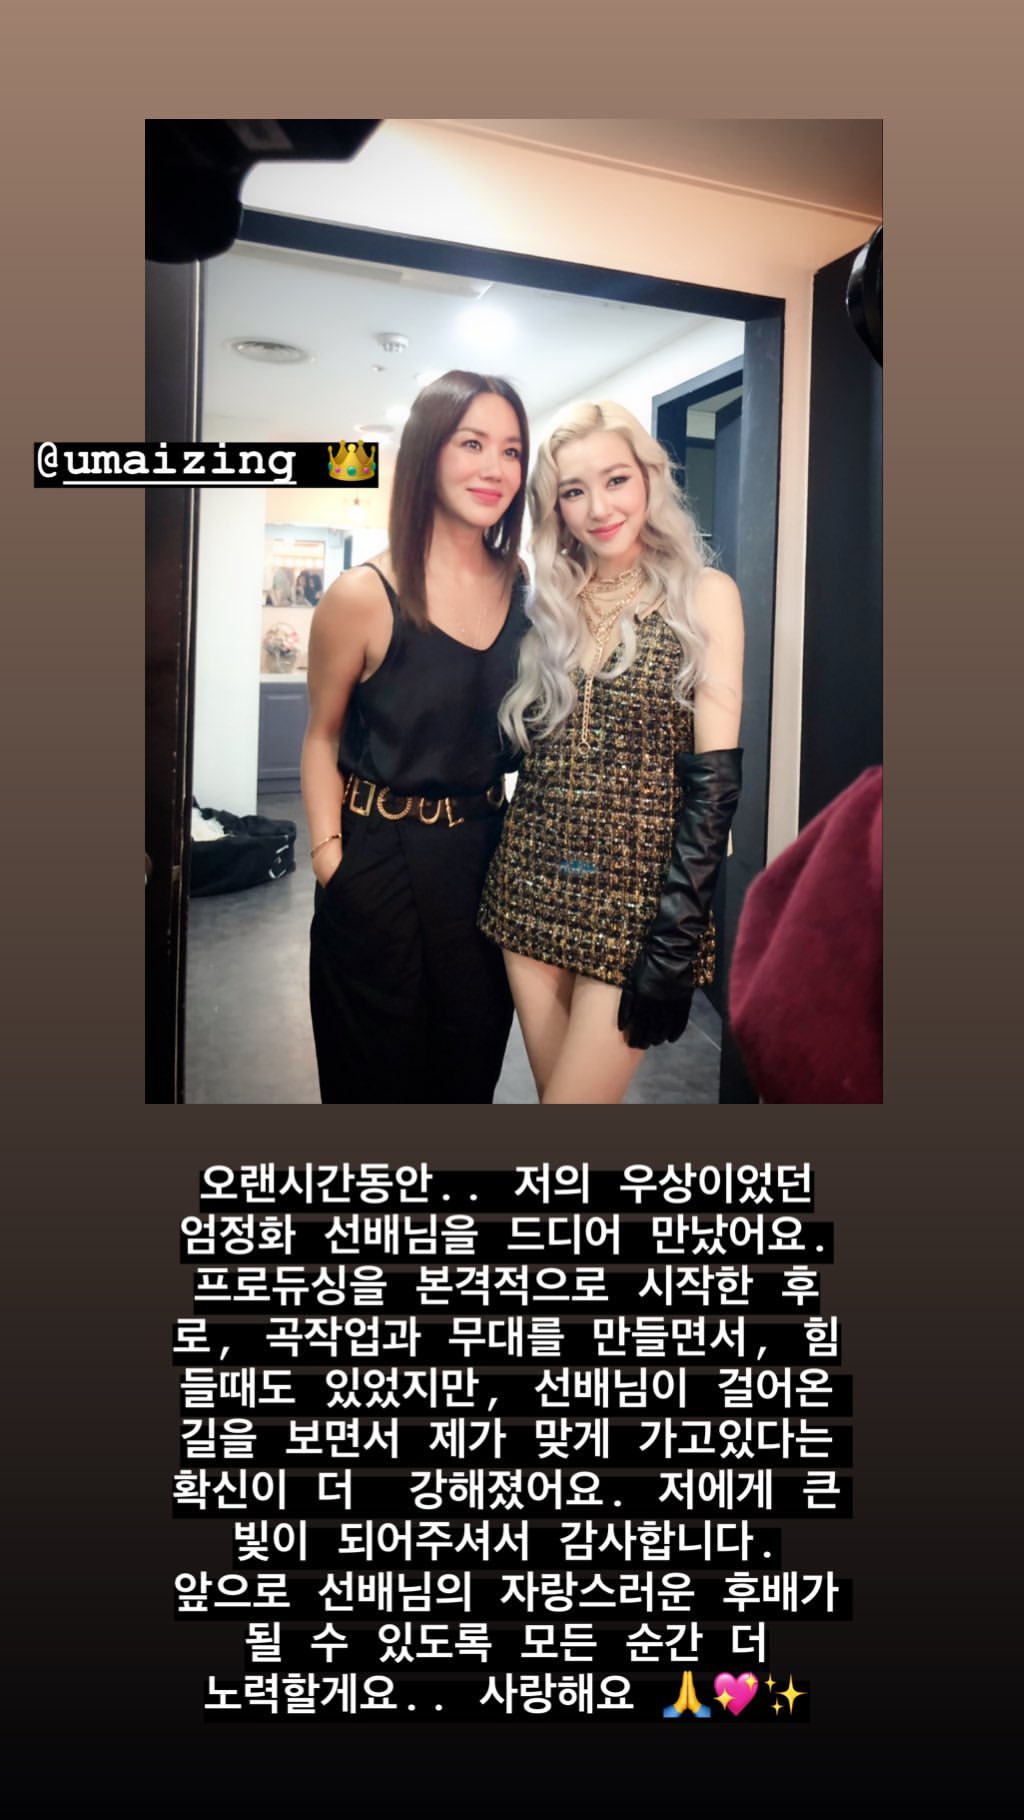 @umaizing 👑
오랜시간동안.. 저의 우상이었던
엄정화 선배님을 드디어 만났어요.
프로듀싱을 본격적으로 시작한 후
로, 곡작업과 무대를 만들면서, 힘
들때도 있었지만, 선배님이 걸어온
길을 보면서 제가 맞게 가고있다는
확신이 더  강해졌어요. 저에게 큰
빛이 되어주셔서 감사합니다.
앞으로 선배님의 자랑스러운 후배가
될 수 있도록 모든 순간 더
노력할게요.. 사랑해요 🙏💖✨